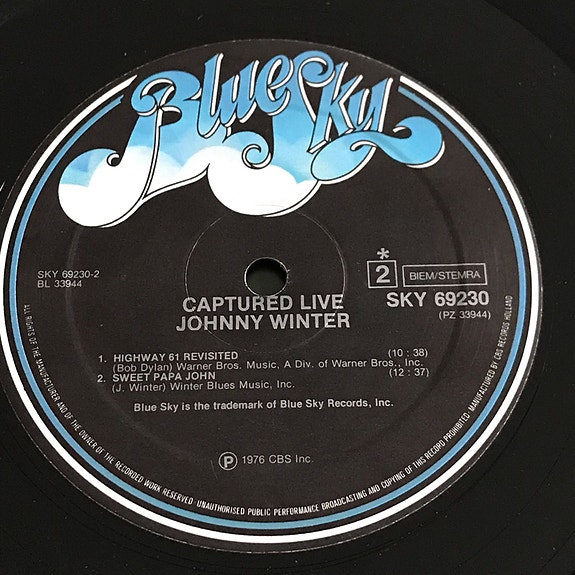 Blue Sky
SKY 69230-2
BL 33944
*
2
BIEM/STEMRA
SKY 69230
(PZ 33944)
CAPTURED LIVE
JOHNNY WINTER
1. HIGHWAY 61 REVISITED (10 : 38)
(Bob Dylan) Warner Bros. Music, A Div. of Warner Bros., Inc.
2. SWEET PAPA JOHN (12 : 37)
(J. Winter) Winter Blues Music, Inc.
Blue Sky is the trademark of Blue Sky Records, Inc.
Ⓟ 1976 CBS Inc.
ALL RIGHTS OF THE MANUFACTURER AND OF THE OWNER OF THE RECORDED WORK RESERVED · UNAUTHORISED PUBLIC PERFORMANCE BROADCASTING AND COPYING OF THIS RECORD PROHIBITED · MANUFACTURED BY CBS RECORDS HOLLAND